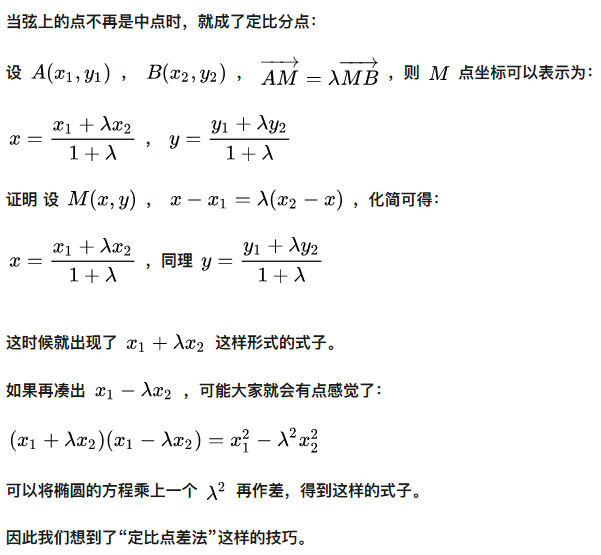 当弦上的点不再是中点时，就成了定比分点：
设 $A(x_1, y_1)$ ， $B(x_2, y_2)$ ， $\overrightarrow{AM} = \lambda \overrightarrow{MB}$ ，则 $M$ 点坐标可以表示为：
$x = \dfrac{x_1 + \lambda x_2}{1 + \lambda}$ ， $y = \dfrac{y_1 + \lambda y_2}{1 + \lambda}$
证明 设 $M(x, y)$ ， $x - x_1 = \lambda(x_2 - x)$ ，化简可得：
$x = \dfrac{x_1 + \lambda x_2}{1 + \lambda}$ ，同理 $y = \dfrac{y_1 + \lambda y_2}{1 + \lambda}$
这时候就出现了 $x_1 + \lambda x_2$ 这样形式的式子。
如果再凑出 $x_1 - \lambda x_2$ ，可能大家就会有点感觉了：
$(x_1 + \lambda x_2)(x_1 - \lambda x_2) = x_1^2 - \lambda^2 x_2^2$
可以将椭圆的方程乘上一个 $\lambda^2$ 再作差，得到这样的式子。
因此我们想到了“定比点差法”这样的技巧。